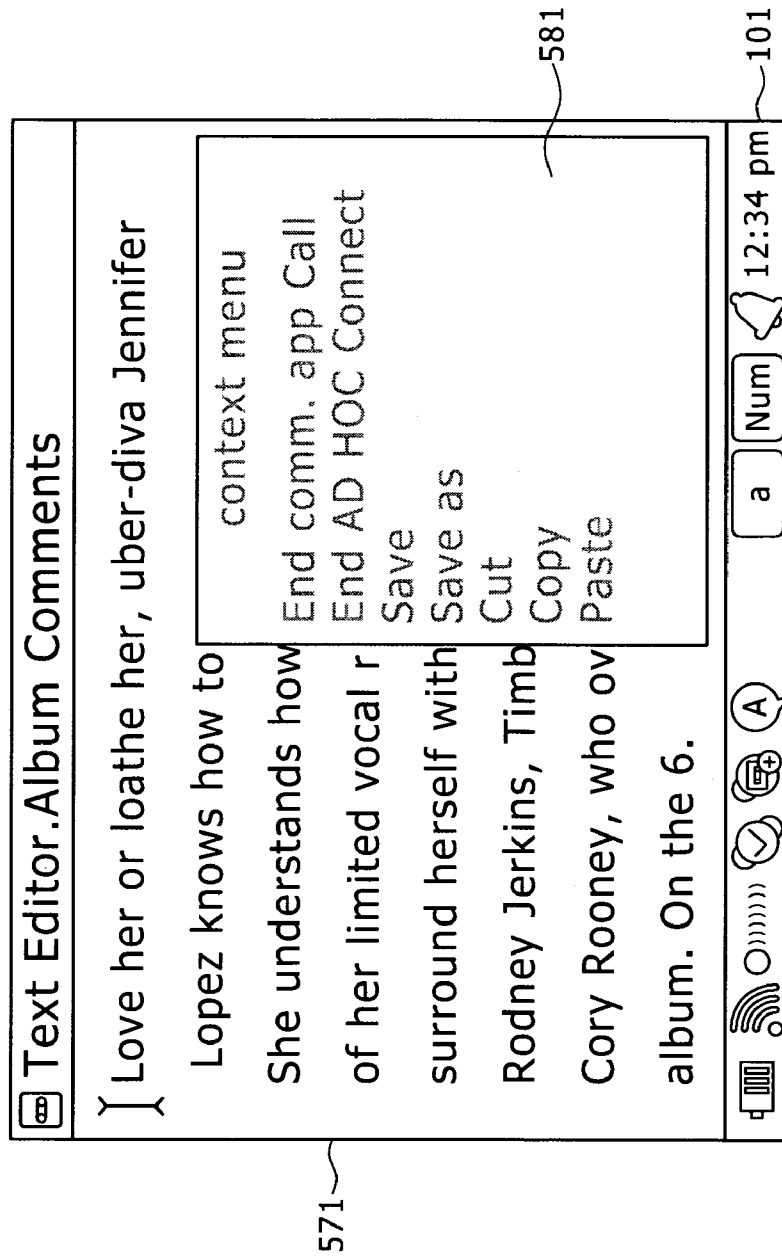 Text Editor.Album Comments
Love her or loathe her, uber-diva Jennifer
Lopez knows how to
She understands how
of her limited vocal r
surround herself with
Rodney Jerkins, Timb
Cory Rooney, who ov
album. On the 6.
context menu
End comm. app Call
End AD HOC Connect
Save
Save as
Cut
Copy
Paste
A
a
Num
12:34 pm
571
581
101